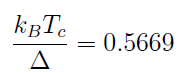 k_B T_c / Δ = 0.5669